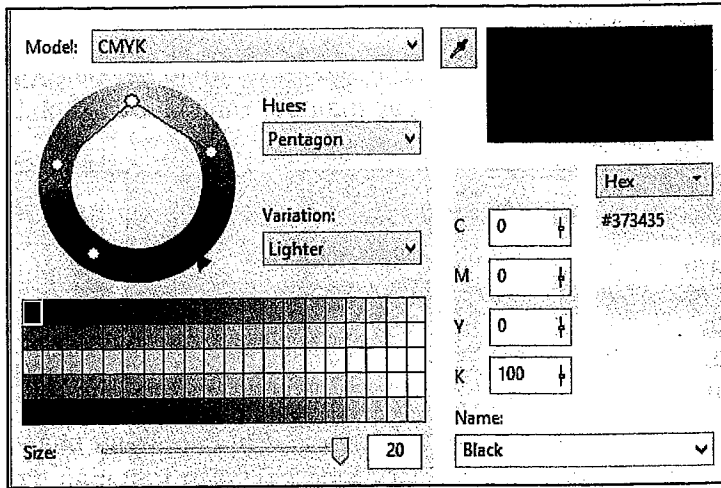 Model: CMYK
Hues:
Pentagon
Variation:
Lighter
Hex
#373435
C 0
M 0
Y 0
K 100
Name:
Black
Size: 20